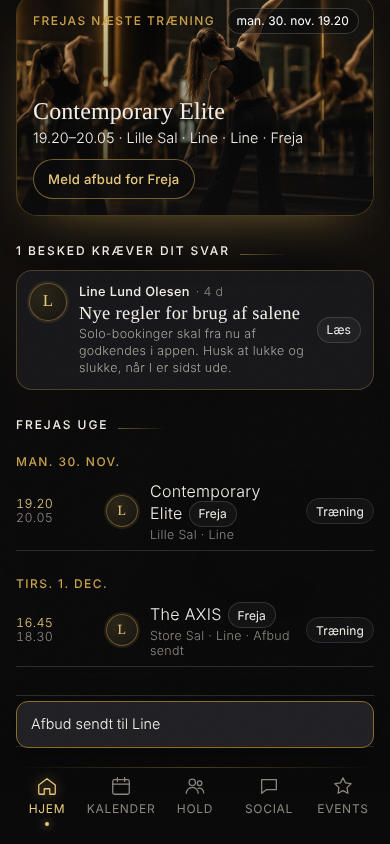 FREJAS NÆSTE TRÆNING man. 30. nov. 19.20
Contemporary Elite
19.20–20.05 · Lille Sal · Line · Line · Freja
Meld afbud for Freja
1 BESKED KRÆVER DIT SVAR
L
Line Lund Olesen · 4 d
Nye regler for brug af salene
Solo-bookinger skal fra nu af
godkendes i appen. Husk at lukke og
slukke, når I er sidst ude.
Læs
FREJAS UGE
MAN. 30. NOV.
19.20
20.05
L
Contemporary
Elite Freja
Lille Sal · Line
Træning
TIRS. 1. DEC.
16.45
18.30
L
The AXIS Freja
Store Sal · Line · Afbud
sendt
Træning
Afbud sendt til Line
HJEM KALENDER HOLD SOCIAL EVENTS